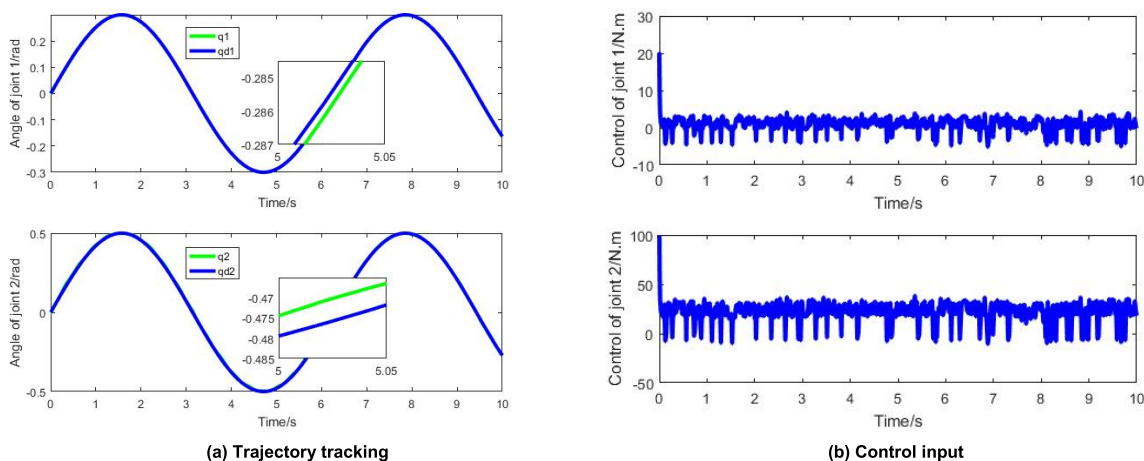 0.3
0.2
0.1
0
-0.1
-0.2
-0.3
Angle of joint 1/rad
q1
qd1
-0.285
-0.286
-0.287
5
5.05
0 1 2 3 4 5 6 7 8 9 10
Time/s
0.5
0
-0.5
Angle of joint 2/rad
q2
qd2
-0.47
-0.475
-0.48
-0.485
5
5.05
0 1 2 3 4 5 6 7 8 9 10
Time/s
(a) Trajectory tracking
30
20
10
0
-10
Control of joint 1/N.m
0 1 2 3 4 5 6 7 8 9 10
Time/s
100
50
0
-50
Control of joint 2/N.m
0 1 2 3 4 5 6 7 8 9 10
Time/s
(b) Control input